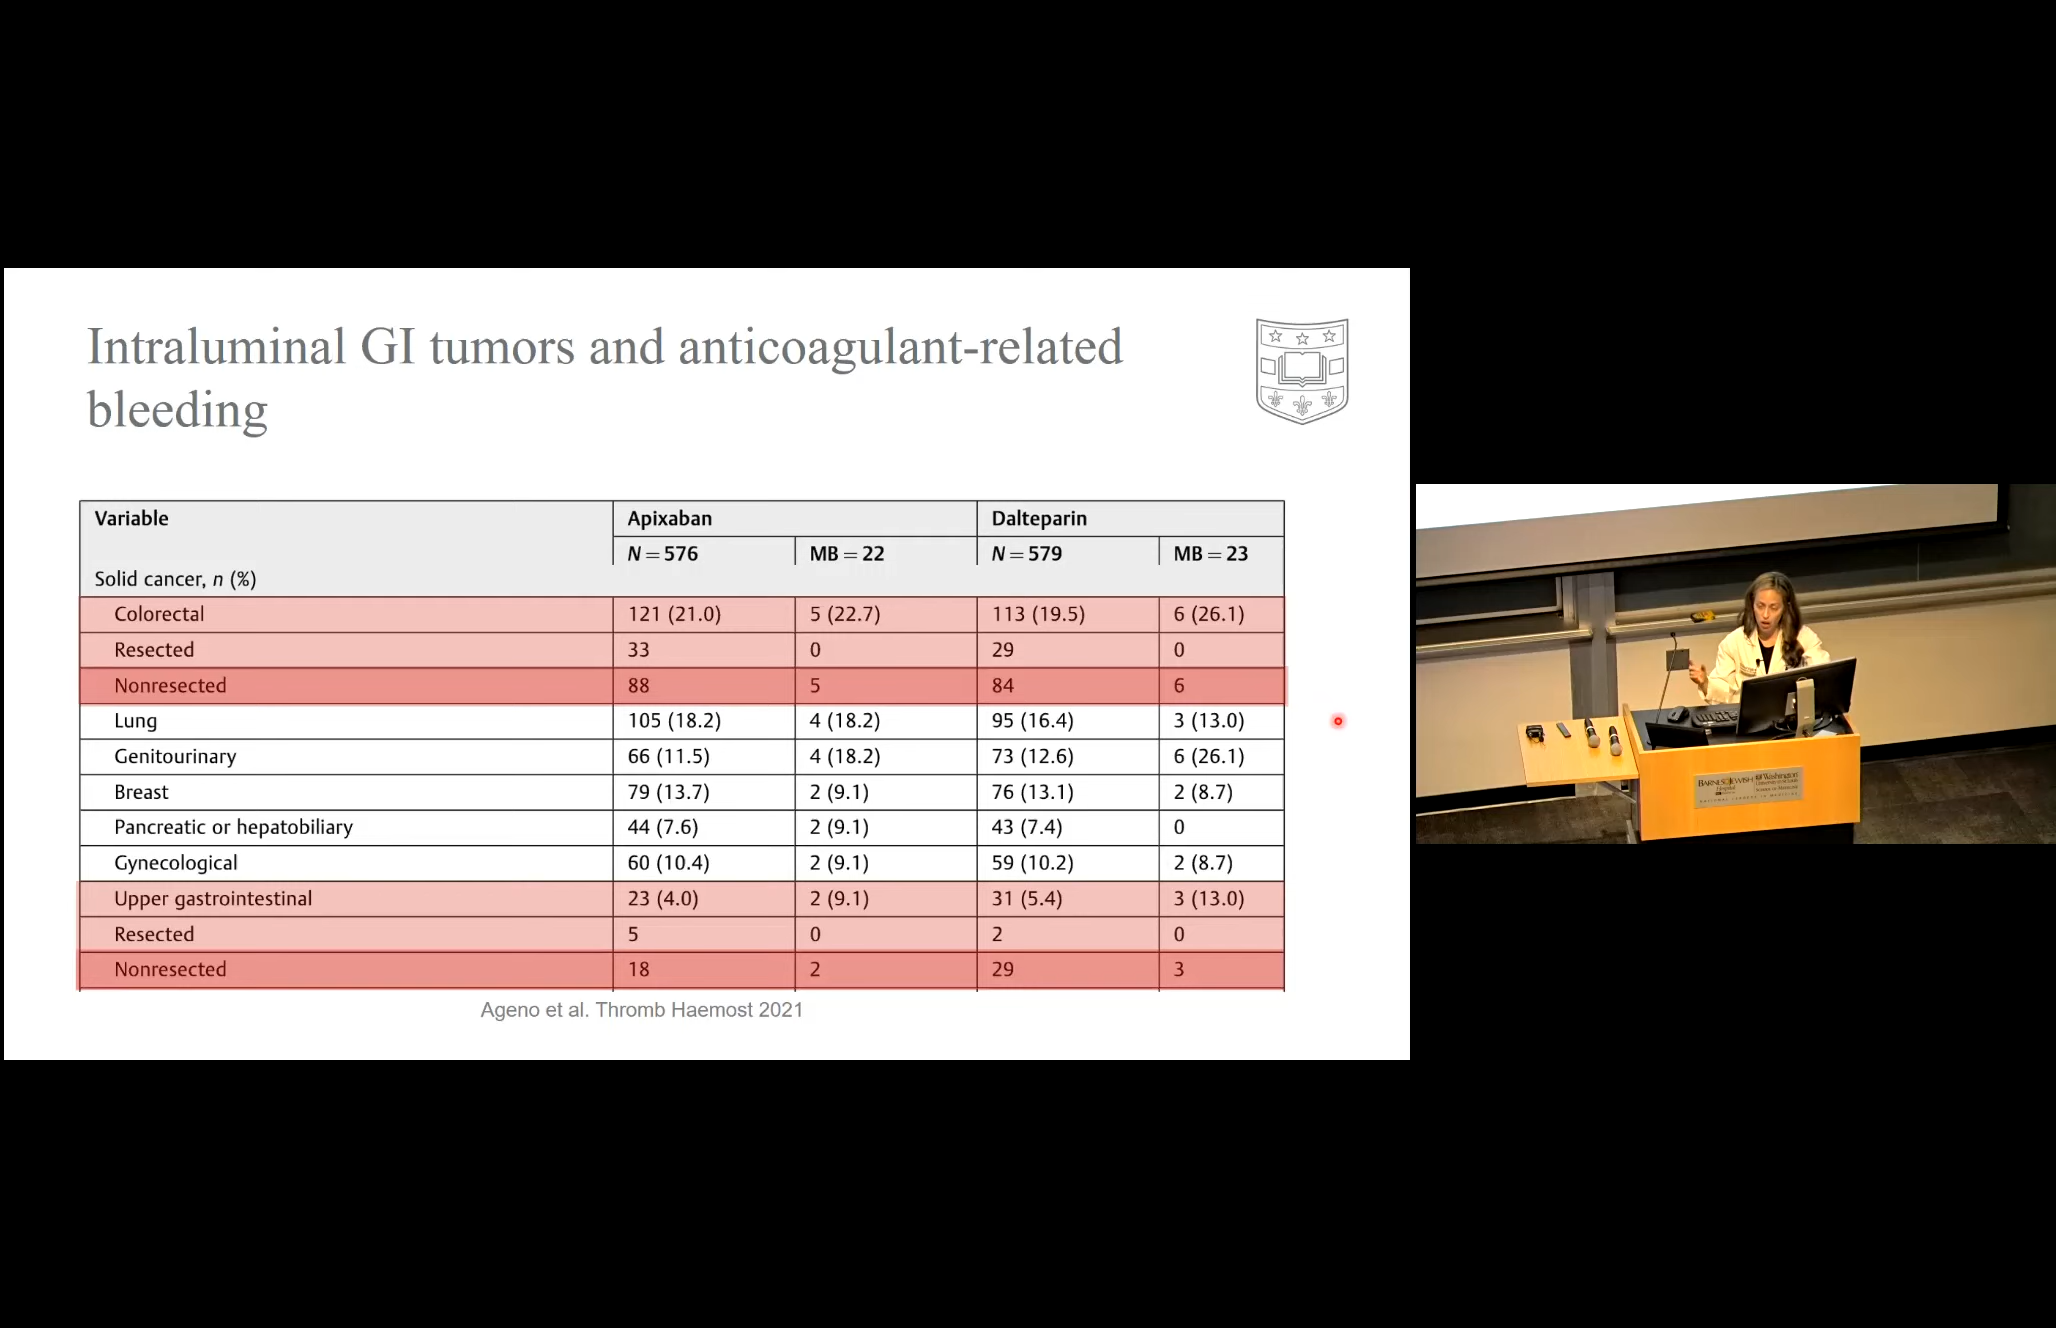 Intraluminal GI tumors and anticoagulant-related
bleeding
Variable Apixaban Dalteparin
N = 576 MB = 22 N = 579 MB = 23
Solid cancer, n (%)
Colorectal 121 (21.0) 5 (22.7) 113 (19.5) 6 (26.1)
Resected 33 0 29 0
Nonresected 88 5 84 6
Lung 105 (18.2) 4 (18.2) 95 (16.4) 3 (13.0)
Genitourinary 66 (11.5) 4 (18.2) 73 (12.6) 6 (26.1)
Breast 79 (13.7) 2 (9.1) 76 (13.1) 2 (8.7)
Pancreatic or hepatobiliary 44 (7.6) 2 (9.1) 43 (7.4) 0
Gynecological 60 (10.4) 2 (9.1) 59 (10.2) 2 (8.7)
Upper gastrointestinal 23 (4.0) 2 (9.1) 31 (5.4) 3 (13.0)
Resected 5 0 2 0
Nonresected 18 2 29 3
Ageno et al. Thromb Haemost 2021
BARNES JEWISH Washington
Hospital